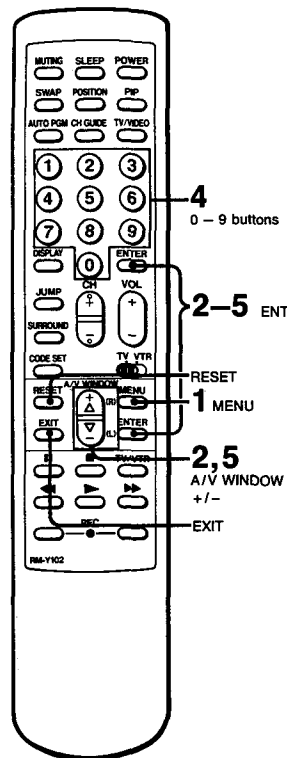 MUTING SLEEP POWER
SWAP POSITION PIP
AUTO PGM CH GUIDE TV/VIDEO
1 2 3
4 5 6
7 8 9
DISPLAY 0 ENTER
JUMP CH VOL
+ +
SURROUND
− −
CODE SET TV VTR
RESET A/V WINDOW MENU
+ (R)
EXIT − (L) ENTER
TV/VTR
REC
RM-Y102
4
0 – 9 buttons
2–5 ENT
RESET
1 MENU
2,5
A/V WINDOW
+/−
EXIT